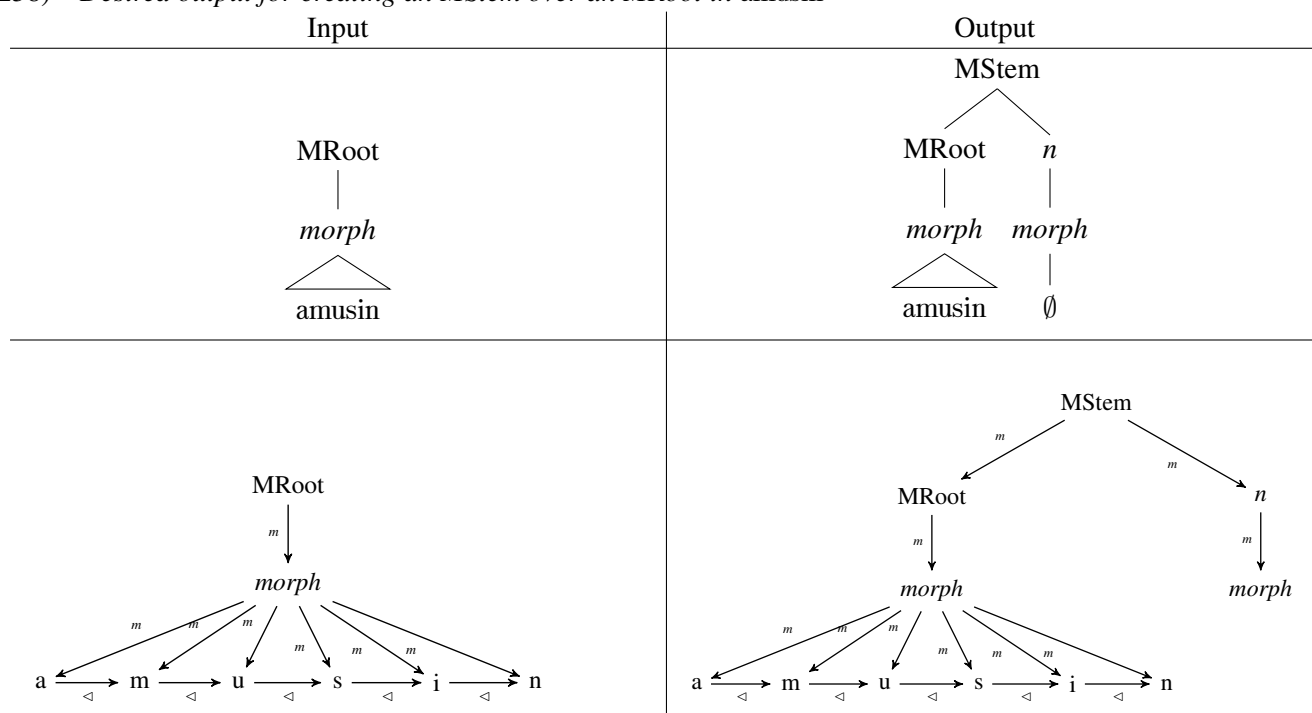 Desired output for creating an MStem over an MRoot in amusin
Input Output
MStem
MRoot MRoot n
morph morph morph
amusin amusin ∅
MStem
m m
MRoot MRoot n
m m m
morph morph morph
m m m m m m m m m m m m
a m u s i n a m u s i n
◁ ◁ ◁ ◁ ◁ ◁ ◁ ◁ ◁ ◁